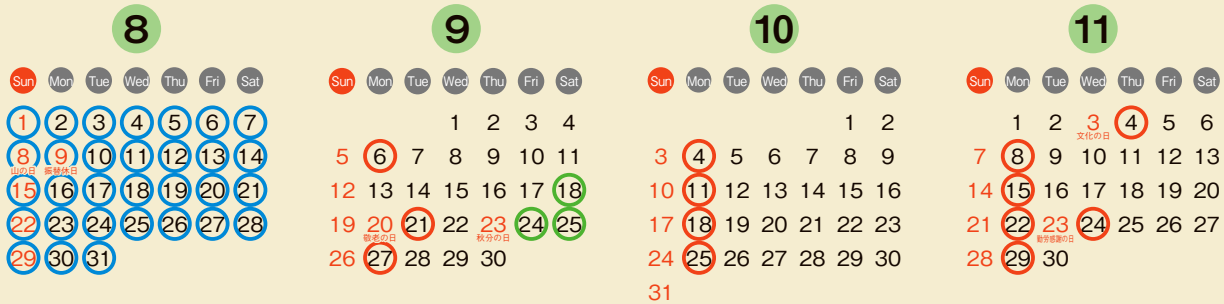 8
Sun Mon Tue Wed Thu Fri Sat
1 2 3 4 5 6 7
8 9 10 11 12 13 14
山の日 振替休日
15 16 17 18 19 20 21
22 23 24 25 26 27 28
29 30 31
9
Sun Mon Tue Wed Thu Fri Sat
1 2 3 4
5 6 7 8 9 10 11
12 13 14 15 16 17 18
19 20 21 22 23 24 25
敬老の日 秋分の日
26 27 28 29 30
10
Sun Mon Tue Wed Thu Fri Sat
1 2
3 4 5 6 7 8 9
10 11 12 13 14 15 16
17 18 19 20 21 22 23
24 25 26 27 28 29 30
31
11
Sun Mon Tue Wed Thu Fri Sat
1 2 3 4 5 6
文化の日
7 8 9 10 11 12 13
14 15 16 17 18 19 20
21 22 23 24 25 26 27
勤労感謝の日
28 29 30